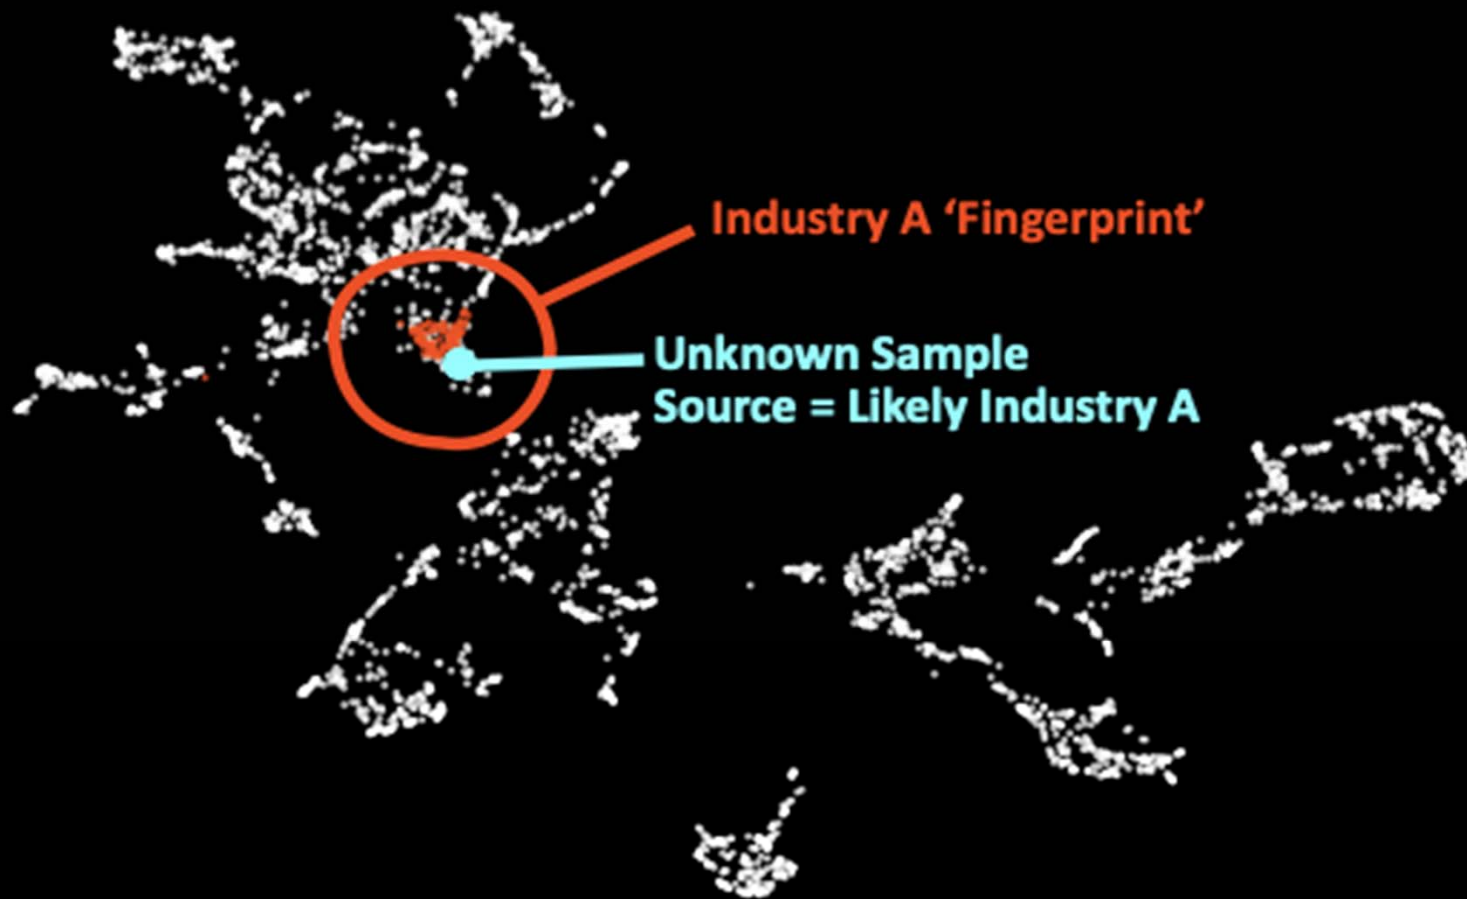 Industry A ‘Fingerprint’
Unknown Sample
Source = Likely Industry A